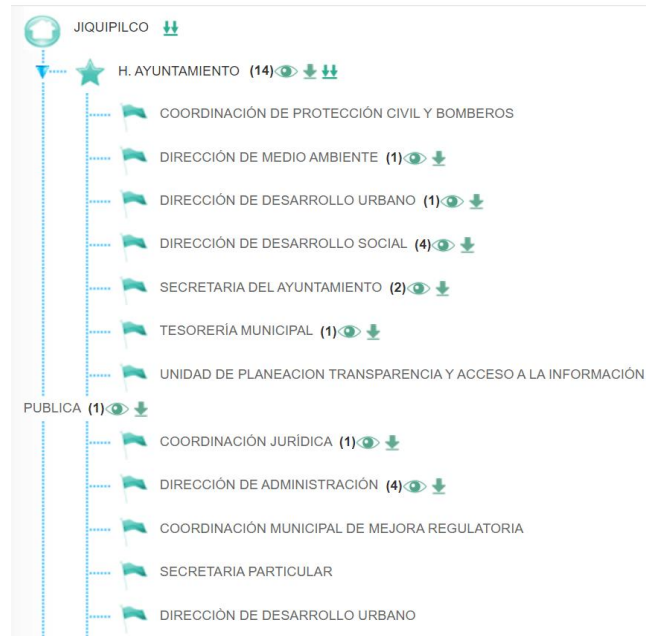 JIQUIPILCO
H. AYUNTAMIENTO (14)
COORDINACIÓN DE PROTECCIÓN CIVIL Y BOMBEROS
DIRECCIÓN DE MEDIO AMBIENTE (1)
DIRECCIÓN DE DESARROLLO URBANO (1)
DIRECCIÓN DE DESARROLLO SOCIAL (4)
SECRETARIA DEL AYUNTAMIENTO (2)
TESORERÍA MUNICIPAL (1)
UNIDAD DE PLANEACION TRANSPARENCIA Y ACCESO A LA INFORMACIÓN
PUBLICA (1)
COORDINACIÓN JURÍDICA (1)
DIRECCIÓN DE ADMINISTRACIÓN (4)
COORDINACIÓN MUNICIPAL DE MEJORA REGULATORIA
SECRETARIA PARTICULAR
DIRECCIÒN DE DESARROLLO URBANO